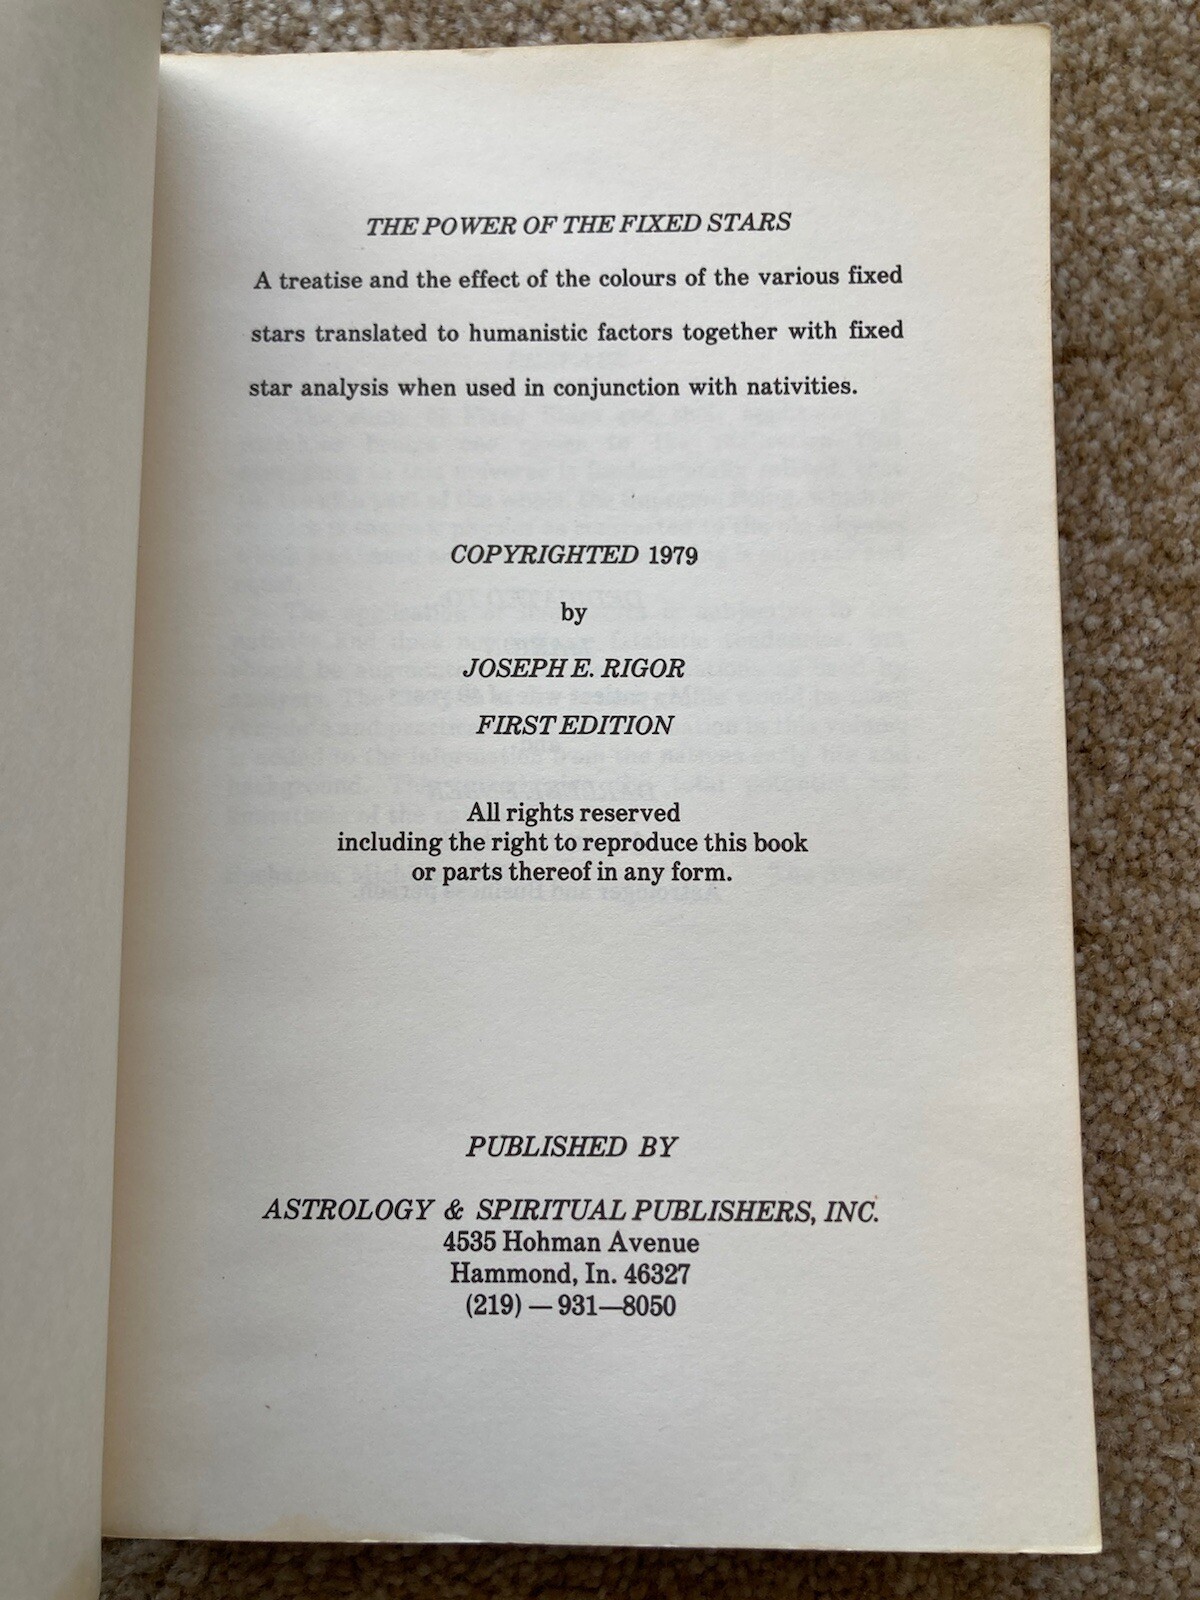 THE POWER OF THE FIXED STARS
A treatise and the effect of the colours of the various fixed
stars translated to humanistic factors together with fixed
star analysis when used in conjunction with nativities.
COPYRIGHTED 1979
by
JOSEPH E. RIGOR
FIRST EDITION
All rights reserved
including the right to reproduce this book
or parts thereof in any form.
PUBLISHED BY
ASTROLOGY & SPIRITUAL PUBLISHERS, INC.
4535 Hohman Avenue
Hammond, In. 46327
(219) — 931—8050